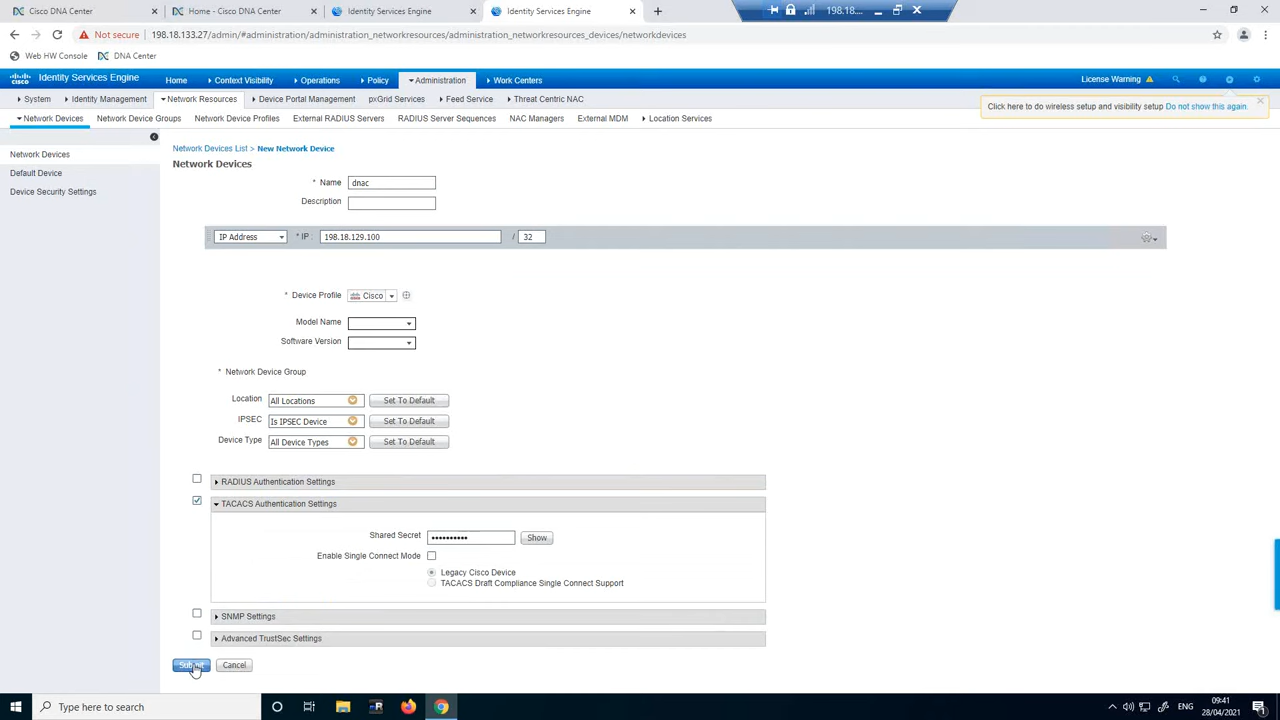 Cisco DNA Center
Home - Cisco DNA Center
Identity Services Engine
Identity Services Engine
198.18....
Not secure 198.18.133.27/admin/#administration/administration_networkresources/administration_networkresources_devices/networkdevices
Web HW Console DNA Center
cisco Identity Services Engine Home Context Visibility Operations Policy Administration Work Centers License Warning
System Identity Management Network Resources Device Portal Management pxGrid Services Feed Service Threat Centric NAC
Click here to do wireless setup and visibility setup Do not show this again.
Network Devices Network Device Groups Network Device Profiles External RADIUS Servers RADIUS Server Sequences NAC Managers External MDM Location Services
Network Devices
Default Device
Device Security Settings
Network Devices List > New Network Device
Network Devices
* Name dnac
Description
IP Address * IP : 198.18.129.100 / 32
* Device Profile Cisco
Model Name
Software Version
* Network Device Group
Location All Locations Set To Default
IPSEC Is IPSEC Device Set To Default
Device Type All Device Types Set To Default
RADIUS Authentication Settings
TACACS Authentication Settings
Shared Secret •••••••••• Show
Enable Single Connect Mode
Legacy Cisco Device
TACACS Draft Compliance Single Connect Support
SNMP Settings
Advanced TrustSec Settings
Submit Cancel
Type here to search
ENG
09:41
28/04/2021
1